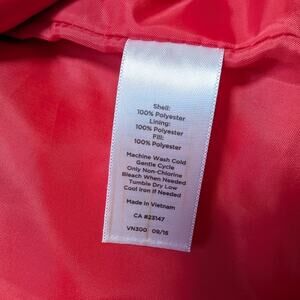 Shell:
100% Polyester
Lining:
100% Polyester
Fill:
100% Polyester
Machine Wash Cold
Gentle Cycle
Only Non-Chlorine
Bleach When Needed
Tumble Dry Low
Cool Iron If Needed
Made in Vietnam
CA #23147
VN300 09/15